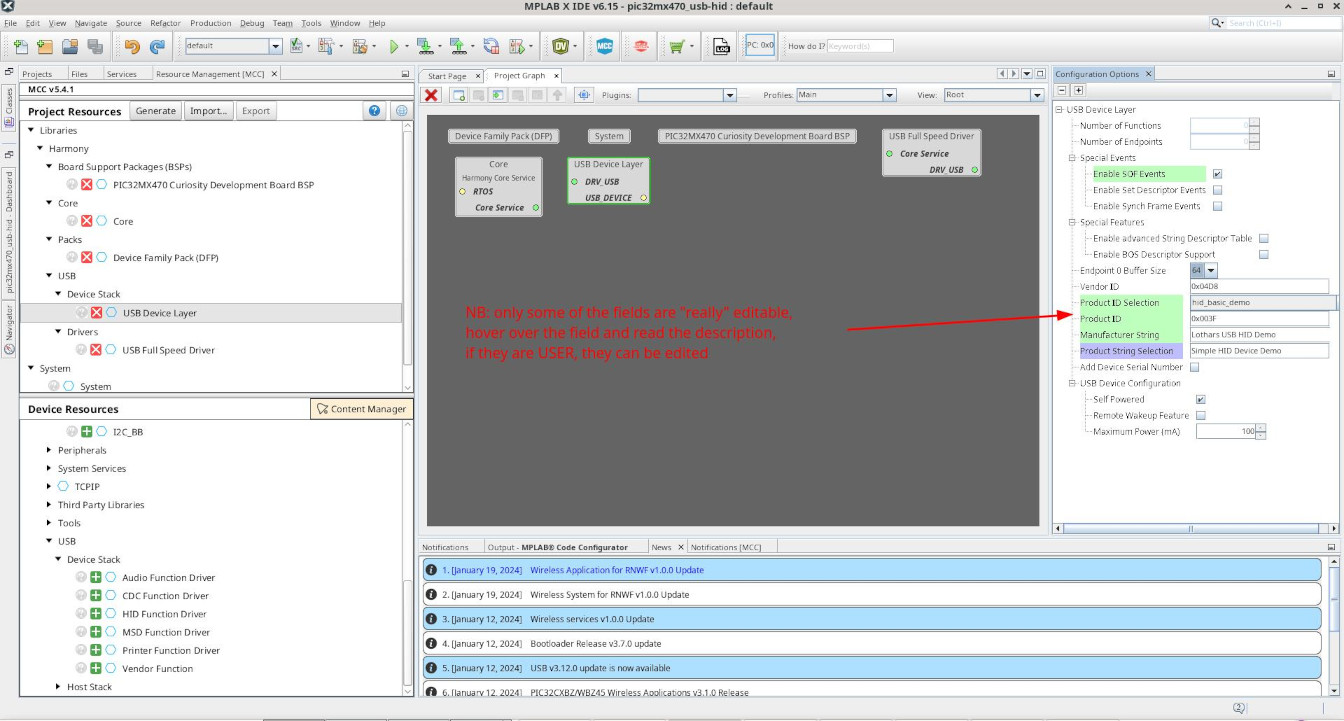 MPLAB X IDE v6.15 - pic32mx470_usb-hid : default
File Edit View Navigate Source Refactor Production Debug Team Tools Window Help
Search (Ctrl+I)
default
DV
MCC
LOG
PC: 0x0
How do I?
Keyword(s)
Classes
pic32mx470_usb-hid - Dashboard
Navigator
Projects Files Services Resource Management [MCC]
MCC v5.4.1
Project Resources Generate Import... Export
Libraries
Harmony
Board Support Packages (BSPs)
PIC32MX470 Curiosity Development Board BSP
Core
Core
Packs
Device Family Pack (DFP)
USB
Device Stack
USB Device Layer
Drivers
USB Full Speed Driver
System
System
Device Resources Content Manager
I2C_BB
Peripherals
System Services
TCPIP
Third Party Libraries
Tools
USB
Device Stack
Audio Function Driver
CDC Function Driver
HID Function Driver
MSD Function Driver
Printer Function Driver
Vendor Function
Host Stack
Start Page Project Graph
Plugins: Profiles: Main View: Root
Device Family Pack (DFP) System PIC32MX470 Curiosity Development Board BSP
USB Full Speed Driver
Core Service
DRV_USB
Core
Harmony Core Service
RTOS
Core Service
USB Device Layer
DRV_USB
USB_DEVICE
NB: only some of the fields are "really" editable,
hover over the field and read the description,
if they are USER, they can be edited
Notifications Output - MPLAB® Code Configurator News Notifications [MCC]
1. [January 19, 2024] Wireless Application for RNWF v1.0.0 Update
2. [January 19, 2024] Wireless System for RNWF v1.0.0 Update
3. [January 12, 2024] Wireless services v1.0.0 Update
4. [January 12, 2024] Bootloader Release v3.7.0 update
5. [January 12, 2024] USB v3.12.0 update is now available
6. [January 12, 2024] PIC32CXBZ/WBZ45 Wireless Applications v3.1.0 Release
Configuration Options
USB Device Layer
Number of Functions 0
Number of Endpoints 0
Special Events
Enable SOF Events
Enable Set Descriptor Events
Enable Synch Frame Events
Special Features
Enable advanced String Descriptor Table
Enable BOS Descriptor Support
Endpoint 0 Buffer Size 64
Vendor ID 0x04D8
Product ID Selection hid_basic_demo
Product ID 0x003F
Manufacturer String Lothars USB HID Demo
Product String Selection Simple HID Device Demo
Add Device Serial Number
USB Device Configuration
Self Powered
Remote Wakeup Feature
Maximum Power (mA) 100